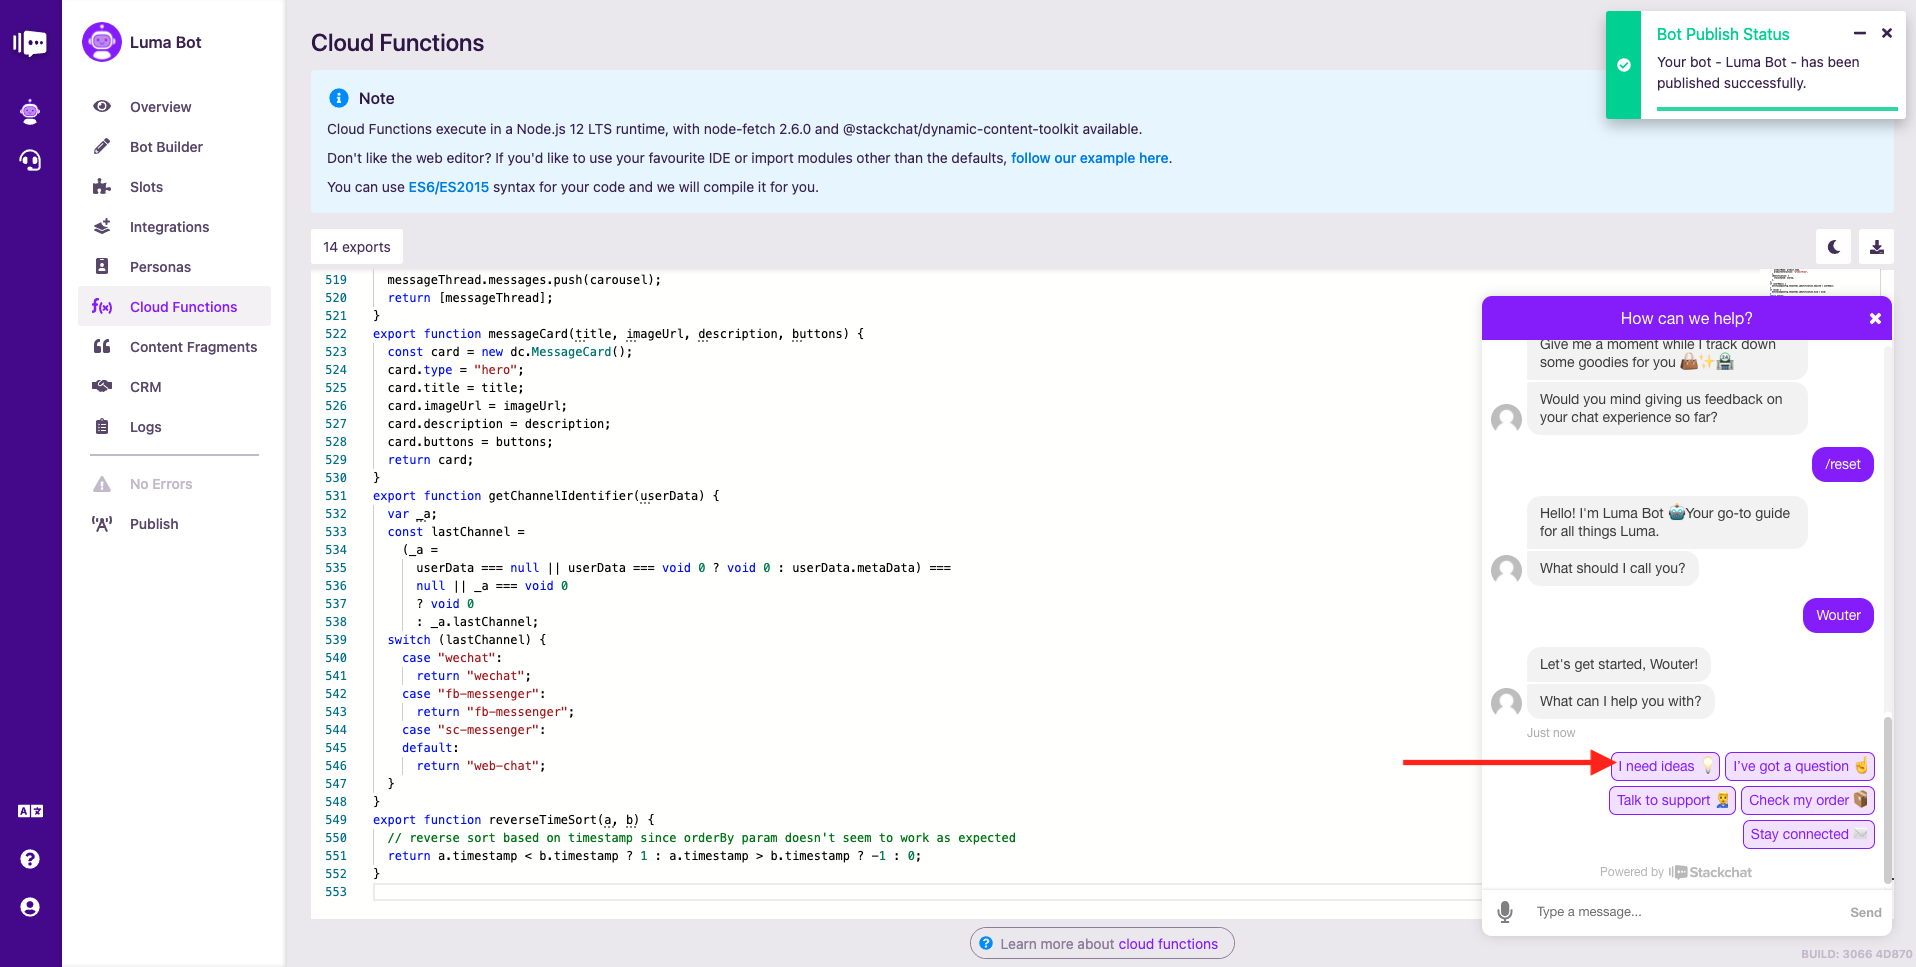 Luma Bot
Overview
Bot Builder
Slots
Integrations
Personas
f(x) Cloud Functions
Content Fragments
CRM
Logs
No Errors
Publish
Cloud Functions
Note
Cloud Functions execute in a Node.js 12 LTS runtime, with node-fetch 2.6.0 and @stackchat/dynamic-content-toolkit available.
Don't like the web editor? If you'd like to use your favourite IDE or import modules other than the defaults, follow our example here.
You can use ES6/ES2015 syntax for your code and we will compile it for you.
Bot Publish Status
Your bot - Luma Bot - has been
published successfully.
14 exports
519 messageThread.messages.push(carousel);
520 return [messageThread];
521 }
522 export function messageCard(title, imageUrl, description, buttons) {
523 const card = new dc.MessageCard();
524 card.type = "hero";
525 card.title = title;
526 card.imageUrl = imageUrl;
527 card.description = description;
528 card.buttons = buttons;
529 return card;
530 }
531 export function getChannelIdentifier(userData) {
532 var _a;
533 const lastChannel =
534 (_a =
535 userData === null || userData === void 0 ? void 0 : userData.metaData) ===
536 null || _a === void 0
537 ? void 0
538 : _a.lastChannel;
539 switch (lastChannel) {
540 case "wechat":
541 return "wechat";
542 case "fb-messenger":
543 return "fb-messenger";
544 case "sc-messenger":
545 default:
546 return "web-chat";
547 }
548 }
549 export function reverseTimeSort(a, b) {
550 // reverse sort based on timestamp since orderBy param doesn't seem to work as expected
551 return a.timestamp < b.timestamp ? 1 : a.timestamp > b.timestamp ? -1 : 0;
552 }
553
How can we help?
Give me a moment while I track down
some goodies for you 👜✨🏧
Would you mind giving us feedback on
your chat experience so far?
/reset
Hello! I'm Luma Bot 🤖Your go-to guide
for all things Luma.
What should I call you?
Wouter
Let's get started, Wouter!
What can I help you with?
Just now
I need ideas 💡
I've got a question ☝
Talk to support
Check my order 📦
Stay connected ✉
Powered by Stackchat
Type a message...
Send
Learn more about cloud functions
BUILD: 3066 4D870